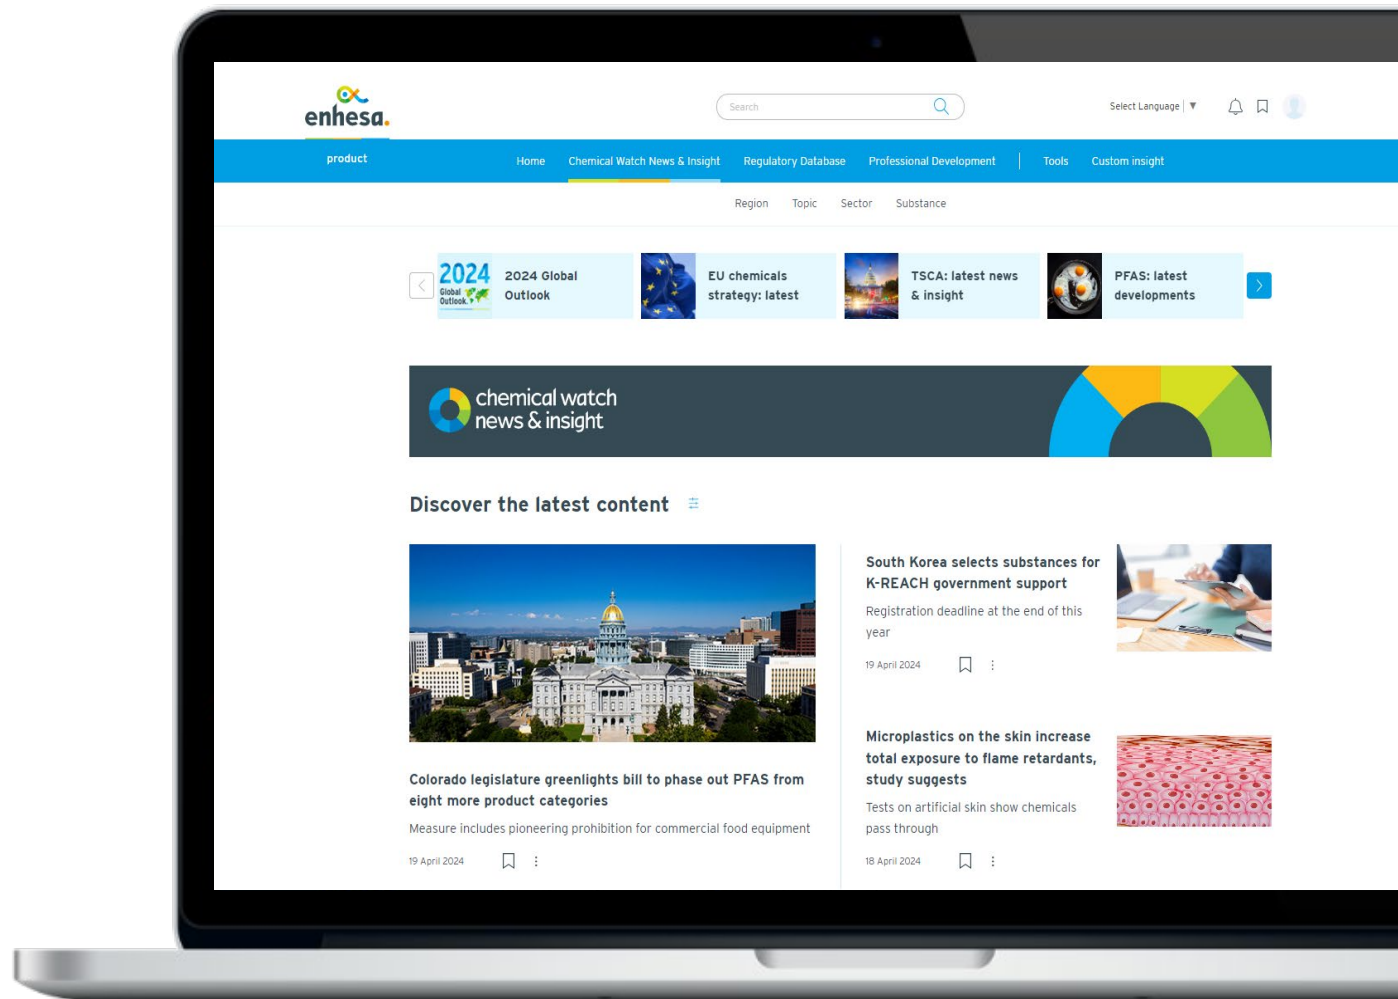 enhesa.
Search
Select Language ▼
product
Home Chemical Watch News & Insight Regulatory Database Professional Development Tools Custom insight
Region Topic Sector Substance
2024
Global
Outlook.
2024 Global
Outlook
EU chemicals
strategy: latest
TSCA: latest news
& insight
PFAS: latest
developments
chemical watch
news & insight
Discover the latest content
Colorado legislature greenlights bill to phase out PFAS from
eight more product categories
Measure includes pioneering prohibition for commercial food equipment
19 April 2024
South Korea selects substances for
K-REACH government support
Registration deadline at the end of this
year
19 April 2024
Microplastics on the skin increase
total exposure to flame retardants,
study suggests
Tests on artificial skin show chemicals
pass through
18 April 2024